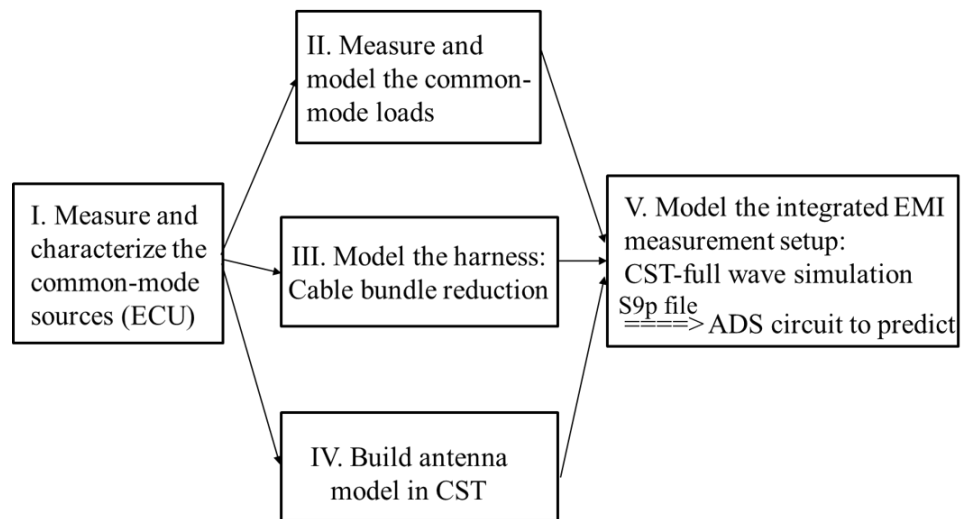 I. Measure and
characterize the
common-mode
sources (ECU)
II. Measure and
model the common-
mode loads
III. Model the harness:
Cable bundle reduction
IV. Build antenna
model in CST
V. Model the integrated EMI
measurement setup:
CST-full wave simulation
S9p file
====> ADS circuit to predict